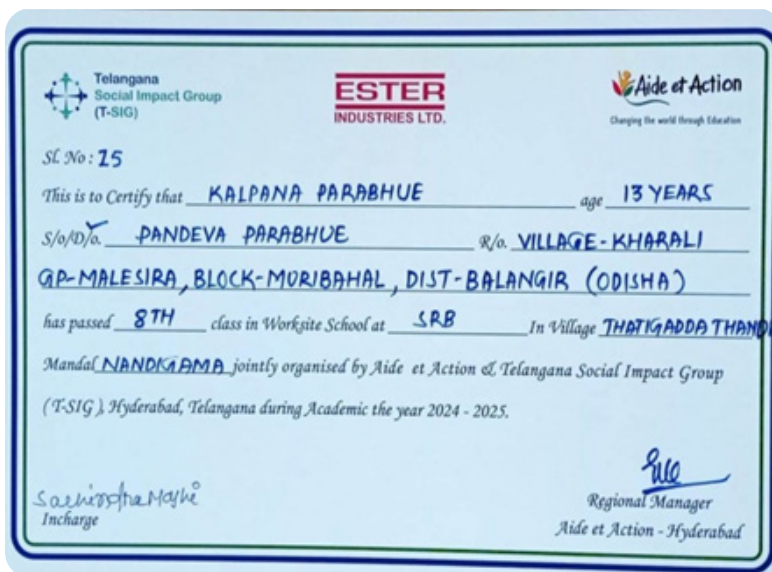 Telangana
Social Impact Group
(T-SIG)
ESTER
INDUSTRIES LTD.
Aide et Action
Changing the world through Education
Sl. No: 25
This is to Certify that KALPANA PARABHUE age 13 YEARS
S/o/D/o. PANDEVA PARABHUE R/o. VILLAGE-KHARALI
GP-MALESIRA, BLOCK-MURIBAHAL, DIST-BALANGIR (ODISHA)
has passed 8TH class in Worksite School at SRB In Village THATIGADDA THAND
Mandal NANDIGAMA jointly organised by Aide et Action & Telangana Social Impact Group
(T-SIG), Hyderabad, Telangana during Academic the year 2024 - 2025.
Incharge
Regional Manager
Aide et Action - Hyderabad